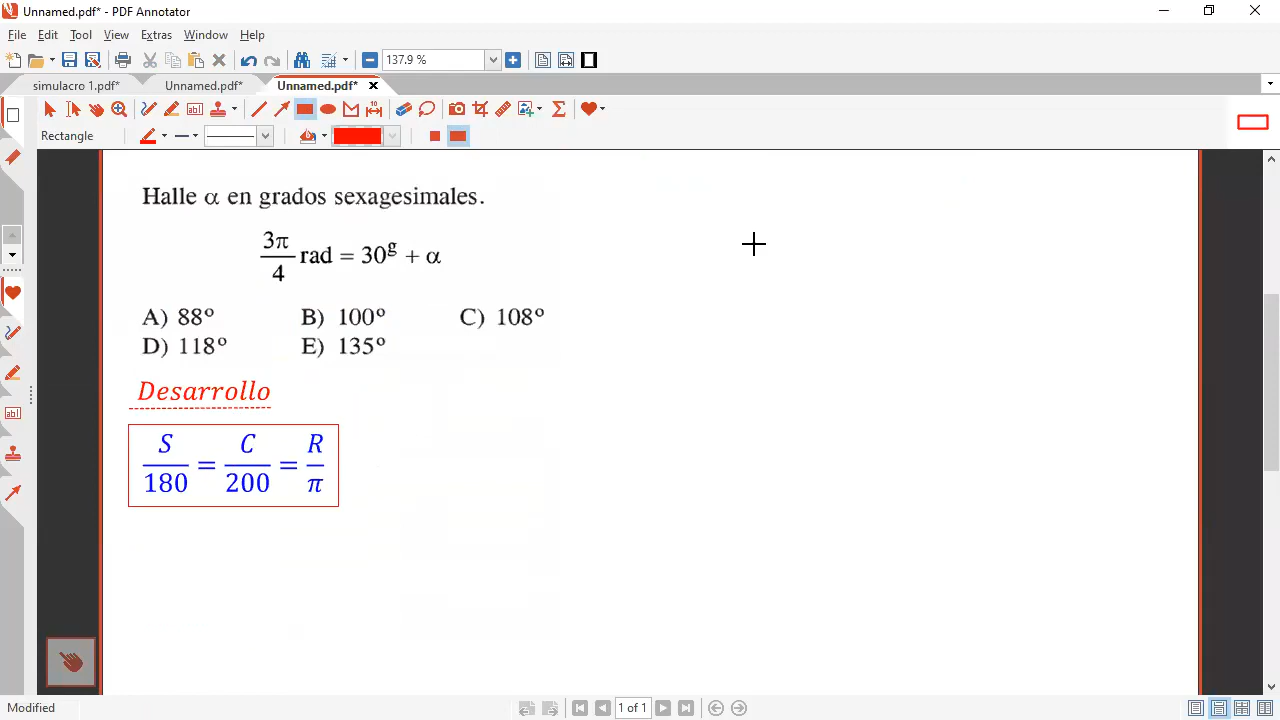 Unnamed.pdf* - PDF Annotator
File Edit Tool View Extras Window Help
137.9 %
simulacro 1.pdf* Unnamed.pdf* Unnamed.pdf*
Rectangle
Halle α en grados sexagesimales.
3π/4 rad = 30^g + α
A) 88° B) 100° C) 108°
D) 118° E) 135°
Desarrollo
S/180 = C/200 = R/π
Modified 1 of 1